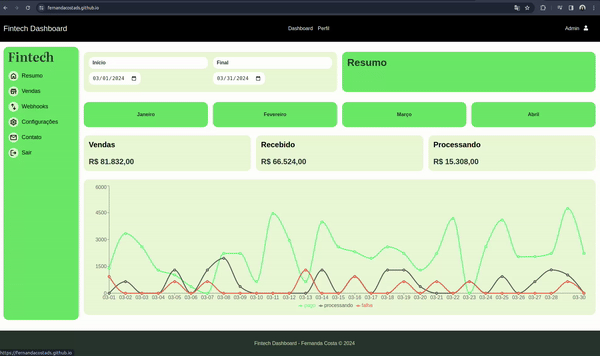 fernandacostads.github.io
Fintech Dashboard
Dashboard Perfil
Admin
Fintech
Resumo
Vendas
Webhooks
Configurações
Contato
Sair
Início
03/01/2024
Final
03/31/2024
Resumo
Janeiro
Fevereiro
Março
Abril
Vendas
R$ 81.832,00
Recebido
R$ 66.524,00
Processando
R$ 15.308,00
6000
4500
3000
1500
0
03-01 03-02 03-03 03-04 03-05 03-06 03-07 03-08 03-09 03-10 03-11 03-12 03-13 03-14 03-15 03-16 03-17 03-18 03-19 03-20 03-21 03-22 03-23 03-24 03-25 03-26 03-27 03-28 03-30
pago processando falha
Fintech Dashboard - Fernanda Costa © 2024
https://fernandacostads.github.io